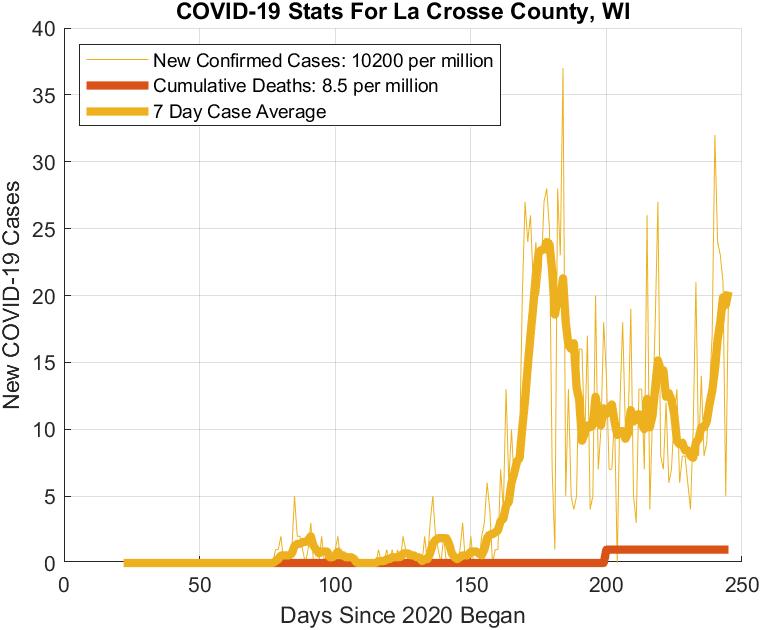 COVID-19 Stats For La Crosse County, WI
New Confirmed Cases: 10200 per million
Cumulative Deaths: 8.5 per million
7 Day Case Average
New COVID-19 Cases
40
35
30
25
20
15
10
5
0
0 50 100 150 200 250
Days Since 2020 Began